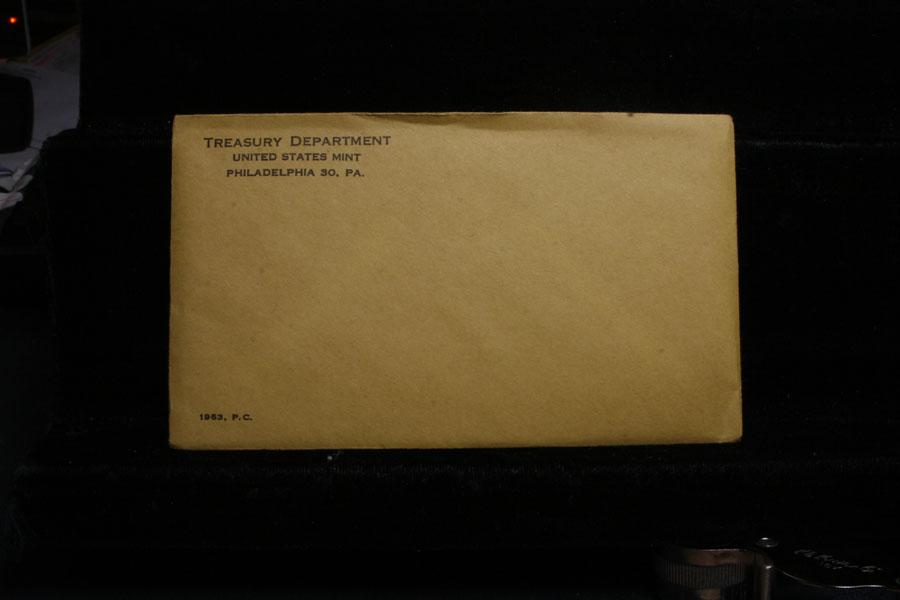 TREASURY DEPARTMENT
UNITED STATES MINT
PHILADELPHIA 30, PA.
1963, P.C.